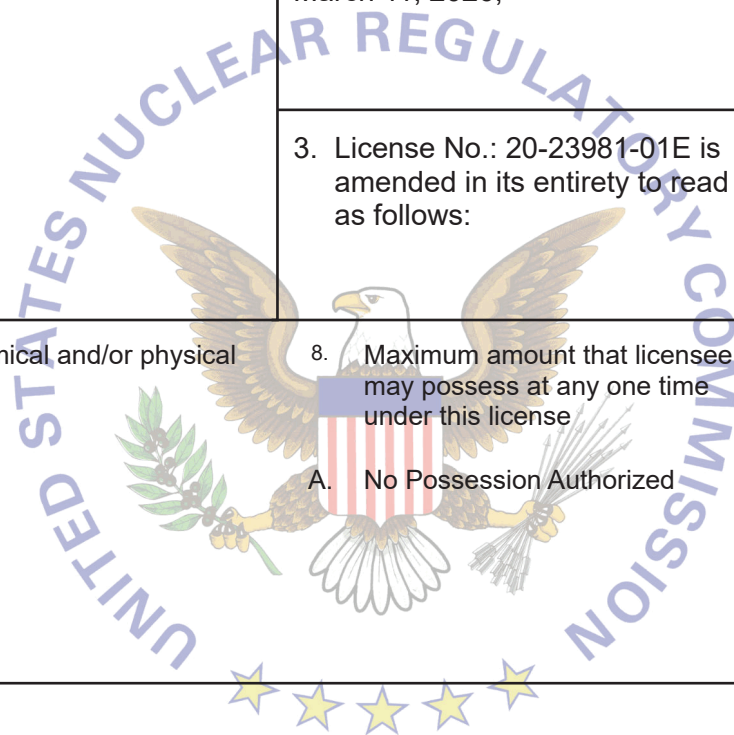 March
UNITED STATES NUCLEAR REGULATORY COMMISSION
3. License No.: 20-23981-01E is
amended in its entirety to read
as follows:
and/or physical
8. Maximum amount that licensee
may possess at any one time
under this license
A. No Possession Authorized